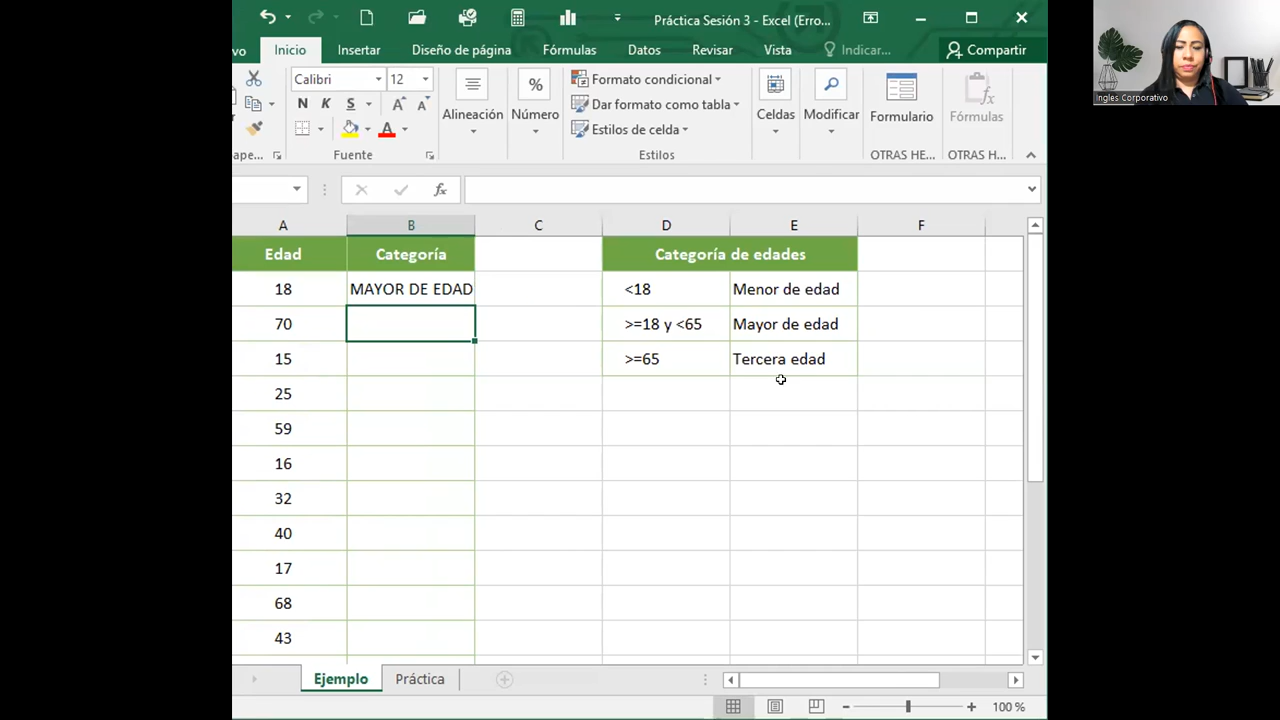 Práctica Sesión 3 - Excel (Erro...
vo Inicio Insertar Diseño de página Fórmulas Datos Revisar Vista Indicar... Compartir
Calibri 12
N K S A A
A
Fuente
ape...
Alineación
%
Número
Formato condicional
Dar formato como tabla
Estilos de celda
Estilos
Celdas
Modificar
Formulario
OTRAS HE...
fx
Fórmulas
OTRAS H...
fx
A B C D E F
Edad Categoría Categoría de edades
18 MAYOR DE EDAD <18 Menor de edad
70 >=18 y <65 Mayor de edad
15 >=65 Tercera edad
25
59
16
32
40
17
68
43
Ejemplo Práctica
100 %
Ingles Corporativo